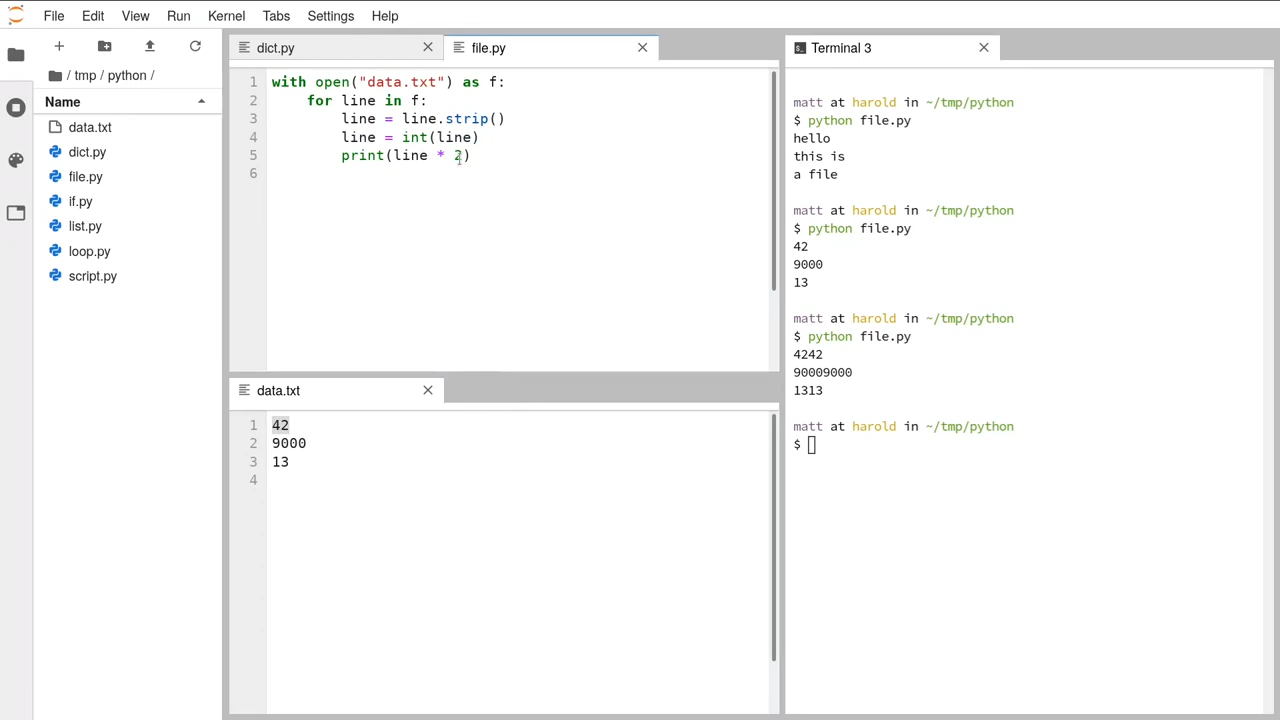 File Edit View Run Kernel Tabs Settings Help
/ tmp / python /
Name
data.txt
dict.py
file.py
if.py
list.py
loop.py
script.py
dict.py
file.py
1 with open("data.txt") as f:
2     for line in f:
3         line = line.strip()
4         line = int(line)
5         print(line * 2)
6
data.txt
1 42
2 9000
3 13
4
Terminal 3
matt at harold in ~/tmp/python
$ python file.py
hello
this is
a file
matt at harold in ~/tmp/python
$ python file.py
42
9000
13
matt at harold in ~/tmp/python
$ python file.py
4242
90009000
1313
matt at harold in ~/tmp/python
$